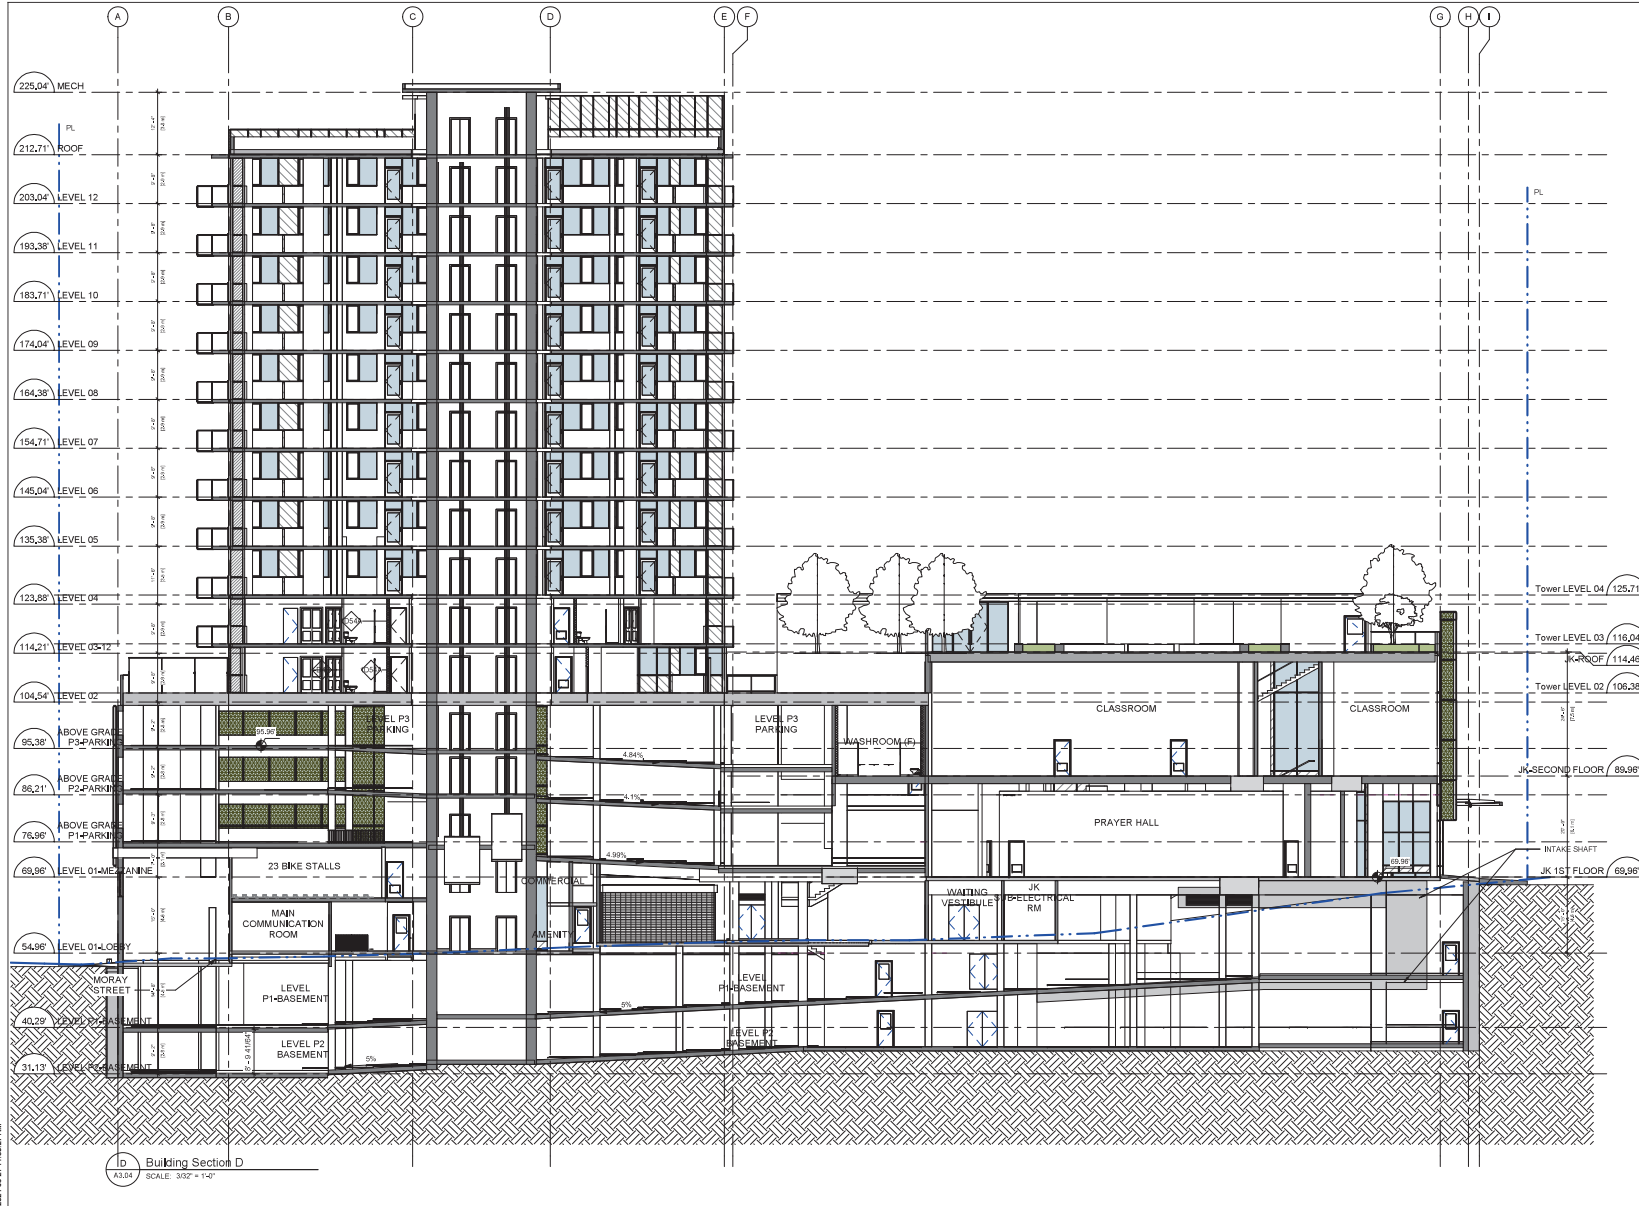 A B C D E F G H I
225.04' MECH
PL
212.71' ROOF
203.04' LEVEL 12
PL
193.38' LEVEL 11
183.71' LEVEL 10
174.04' LEVEL 09
164.38' LEVEL 08
154.71' LEVEL 07
145.04' LEVEL 06
135.38' LEVEL 05
123.88' LEVEL 04
Tower LEVEL 04 125.71'
114.21' LEVEL 03-12
Tower LEVEL 03 116.04'
JK-ROOF 114.46'
104.54' LEVEL 02
Tower LEVEL 02 106.38'
95.38' ABOVE GRADE
P3-PARKING
95.96'
LEVEL P3
PARKING
LEVEL P3
PARKING
WASHROOM (F)
CLASSROOM
CLASSROOM
4.84%
86.21' ABOVE GRADE
P2-PARKING
4.1%
JK-SECOND FLOOR 89.96'
76.96' ABOVE GRADE
P1-PARKING
PRAYER HALL
4.99%
INTAKE SHAFT
69.96' LEVEL 01-MEZZANINE
23 BIKE STALLS
COMMERCIAL
69.96'
JK 1ST FLOOR 69.96'
MAIN
COMMUNICATION
ROOM
WAITING
VESTIBULE
JK
SUB-ELECTRICAL
RM
AMENITY
54.96' LEVEL 01-LOBBY
MORAY
STREET
LEVEL
P1-BASEMENT
LEVEL
P1-BASEMENT
5%
40.29' LEVEL P1-BASEMENT
LEVEL P2
BASEMENT
LEVEL P2
BASEMENT
5%
31.13' LEVEL P2-BASEMENT
D
A3.04
Building Section D
SCALE: 3/32" = 1'-0"